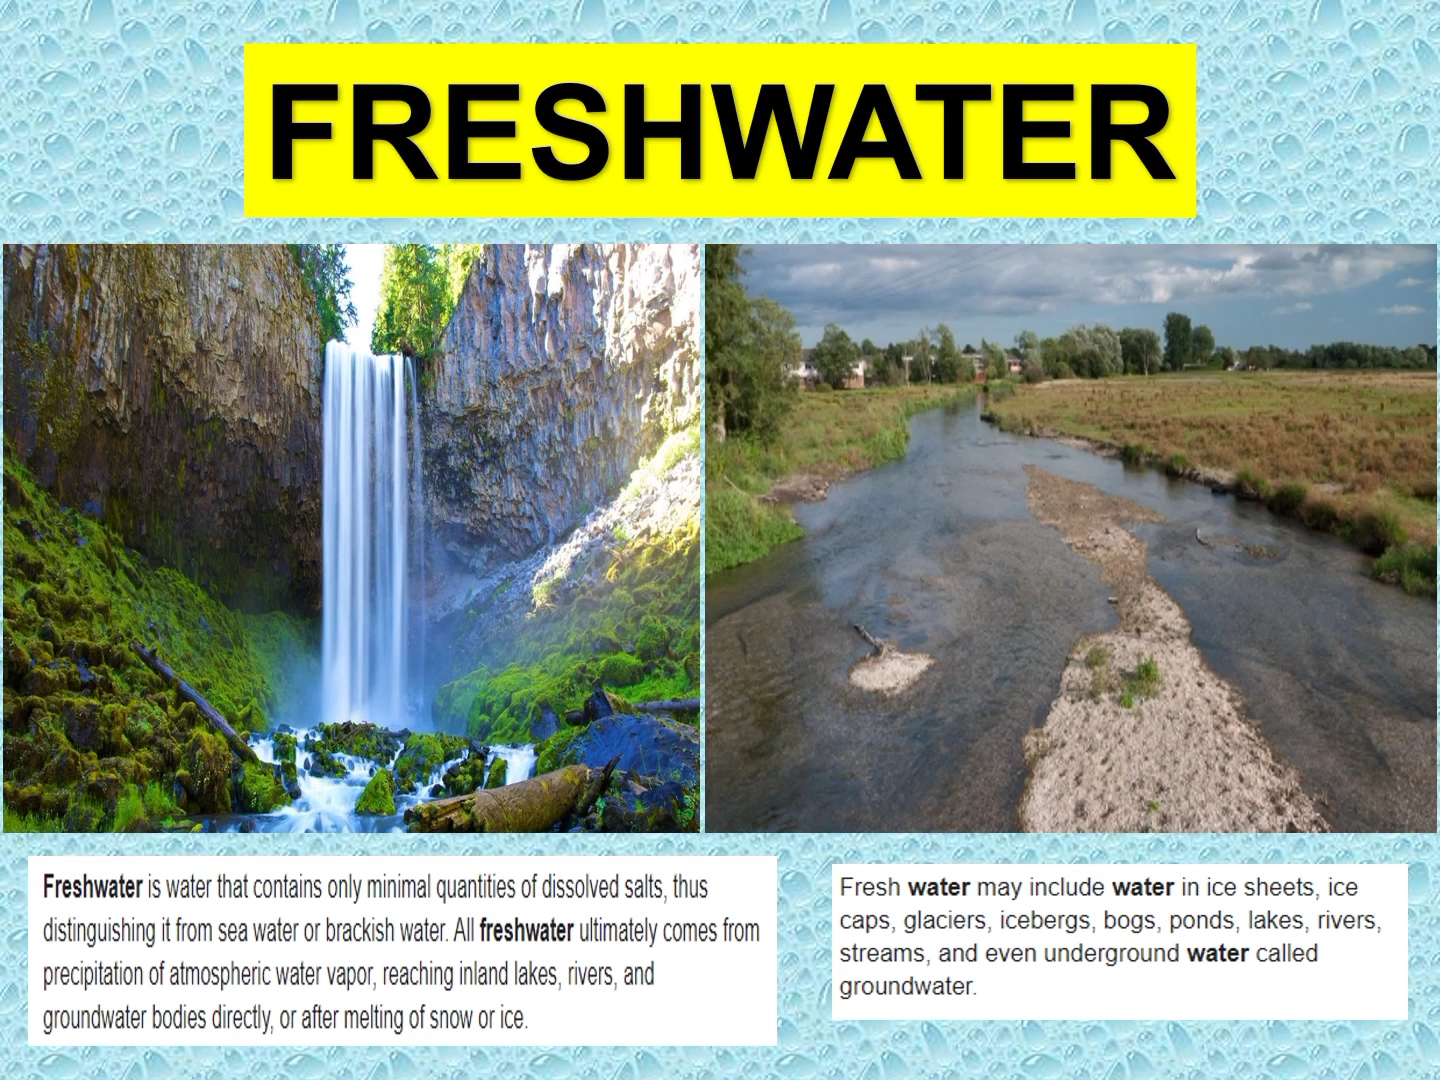 FRESHWATER
Freshwater is water that contains only minimal quantities of dissolved salts, thus
distinguishing it from sea water or brackish water. All freshwater ultimately comes from
precipitation of atmospheric water vapor, reaching inland lakes, rivers, and
groundwater bodies directly, or after melting of snow or ice.
Fresh water may include water in ice sheets, ice
caps, glaciers, icebergs, bogs, ponds, lakes, rivers,
streams, and even underground water called
groundwater.